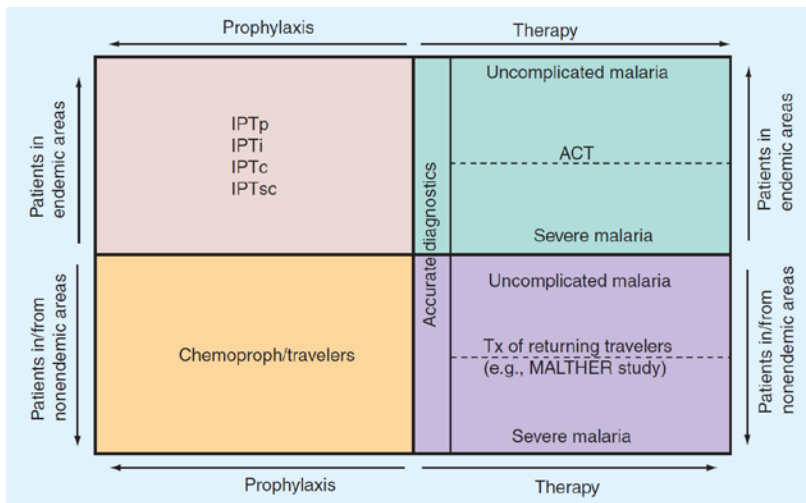 Prophylaxis
Therapy
Patients in
endemic areas
IPTp
IPTi
IPTc
IPTsc
Accurate diagnostics
Uncomplicated malaria
ACT
Severe malaria
Patients in
endemic areas
Patients in/from
nonendemic areas
Chemoproph/travelers
Uncomplicated malaria
Tx of returning travelers
(e.g., MALTHER study)
Severe malaria
Patients in/from
nonendemic areas
Prophylaxis
Therapy